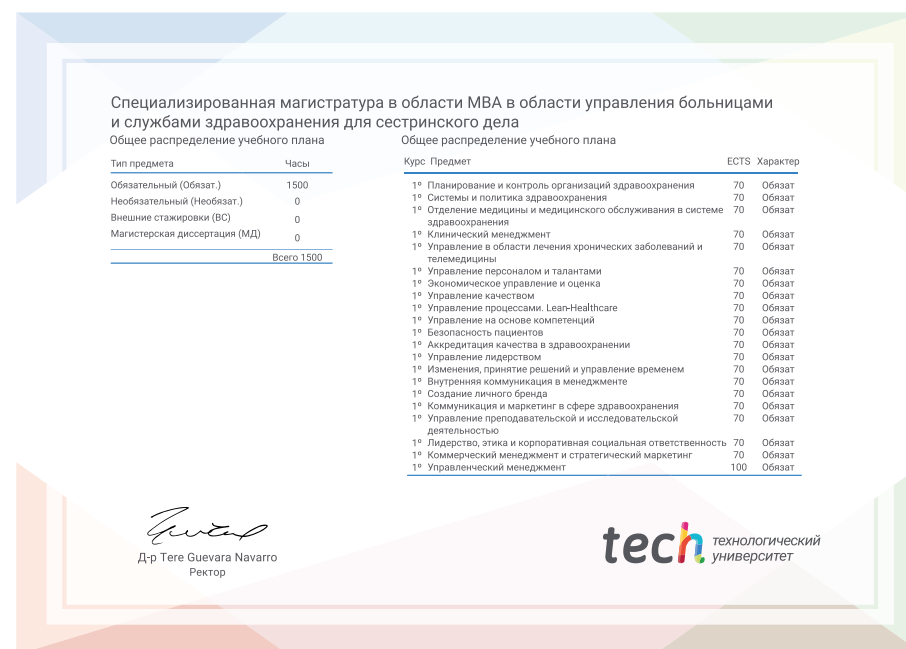 Специализированная магистратура в области MBA в области управления больницами
и службами здравоохранения для сестринского дела
Общее распределение учебного плана
Тип предмета Часы
Обязательный (Обязат.) 1500
Необязательный (Необязат.) 0
Внешние стажировки (ВС) 0
Магистерская диссертация (МД) 0
Всего 1500
Общее распределение учебного плана
Курс Предмет ECTS Характер
1º Планирование и контроль организаций здравоохранения 70 Обязат
1º Системы и политика здравоохранения 70 Обязат
1º Отделение медицины и медицинского обслуживания в системе 70 Обязат
здравоохранения
1º Клинический менеджмент 70 Обязат
1º Управление в области лечения хронических заболеваний и 70 Обязат
телемедицины
1º Управление персоналом и талантами 70 Обязат
1º Экономическое управление и оценка 70 Обязат
1º Управление качеством 70 Обязат
1º Управление процессами. Lean-Healthcare 70 Обязат
1º Управление на основе компетенций 70 Обязат
1º Безопасность пациентов 70 Обязат
1º Аккредитация качества в здравоохранении 70 Обязат
1º Управление лидерством 70 Обязат
1º Изменения, принятие решений и управление временем 70 Обязат
1º Внутренняя коммуникация в менеджменте 70 Обязат
1º Создание личного бренда 70 Обязат
1º Коммуникация и маркетинг в сфере здравоохранения 70 Обязат
1º Управление преподавательской и исследовательской 70 Обязат
деятельностью
1º Лидерство, этика и корпоративная социальная ответственность 70 Обязат
1º Коммерческий менеджмент и стратегический маркетинг 70 Обязат
1º Управленческий менеджмент 100 Обязат
Д-р Tere Guevara Navarro
Ректор
tech технологический
университет